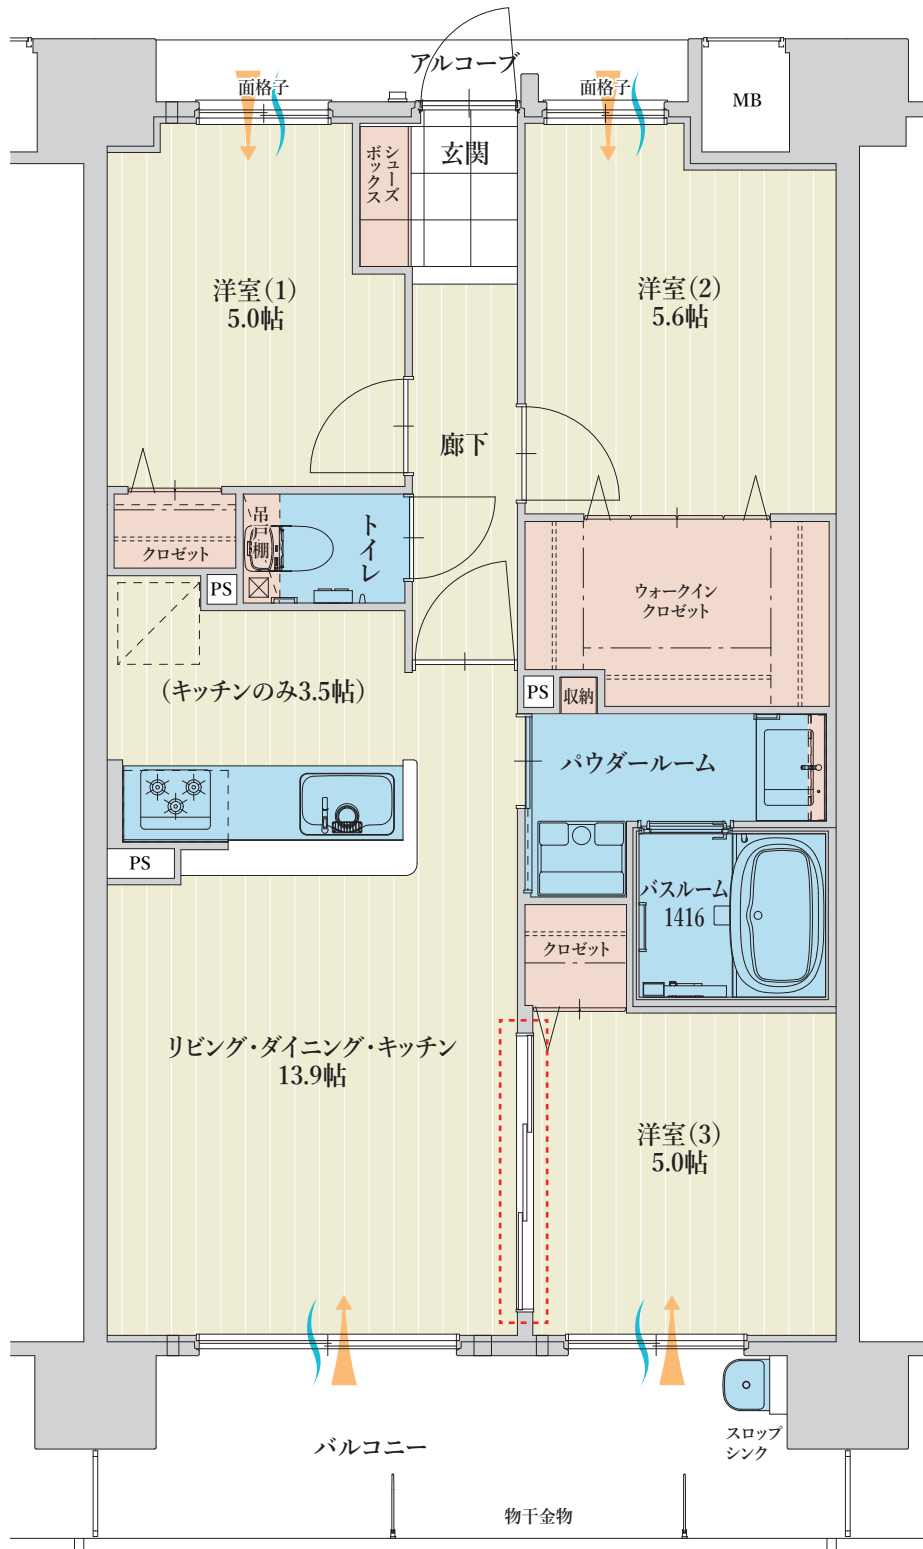 アルコーブ
面格子
面格子
MB
シューズ
ボックス
玄関
洋室(1)
5.0帖
洋室(2)
5.6帖
廊下
吊戸棚
トイレ
クロゼット
PS
ウォークイン
クロゼット
(キッチンのみ3.5帖)
PS
収納
パウダールーム
PS
バスルーム
1416
クロゼット
リビング・ダイニング・キッチン
13.9帖
洋室(3)
5.0帖
スロップ
シンク
バルコニー
物干金物